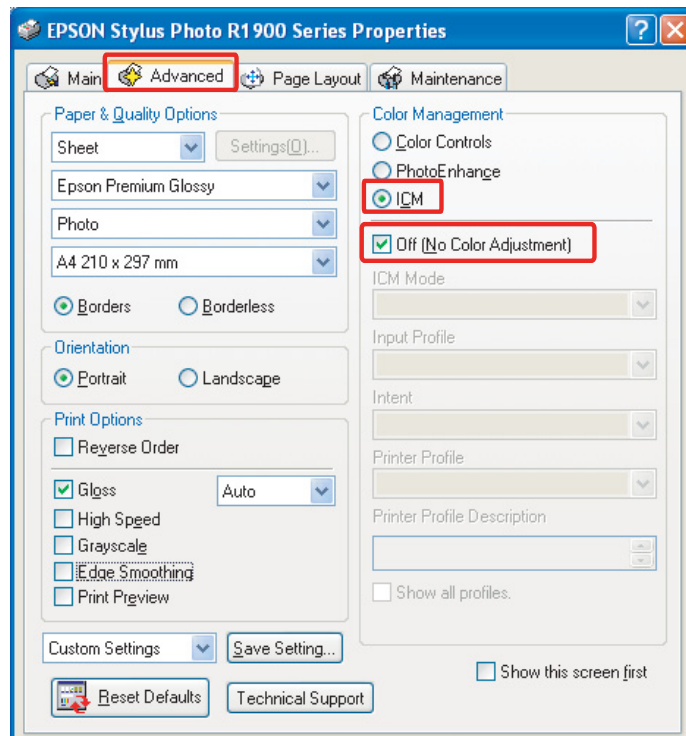 EPSON Stylus Photo R1900 Series Properties
Main
Advanced
Page Layout
Maintenance
Paper & Quality Options
Sheet
Settings(O)...
Epson Premium Glossy
Photo
A4 210 x 297 mm
Borders
Borderless
Orientation
Portrait
Landscape
Print Options
Reverse Order
Gloss
Auto
High Speed
Grayscale
Edge Smoothing
Print Preview
Custom Settings
Save Setting...
Reset Defaults
Technical Support
Color Management
Color Controls
PhotoEnhance
ICM
Off (No Color Adjustment)
ICM Mode
Input Profile
Intent
Printer Profile
Printer Profile Description
Show all profiles.
Show this screen first